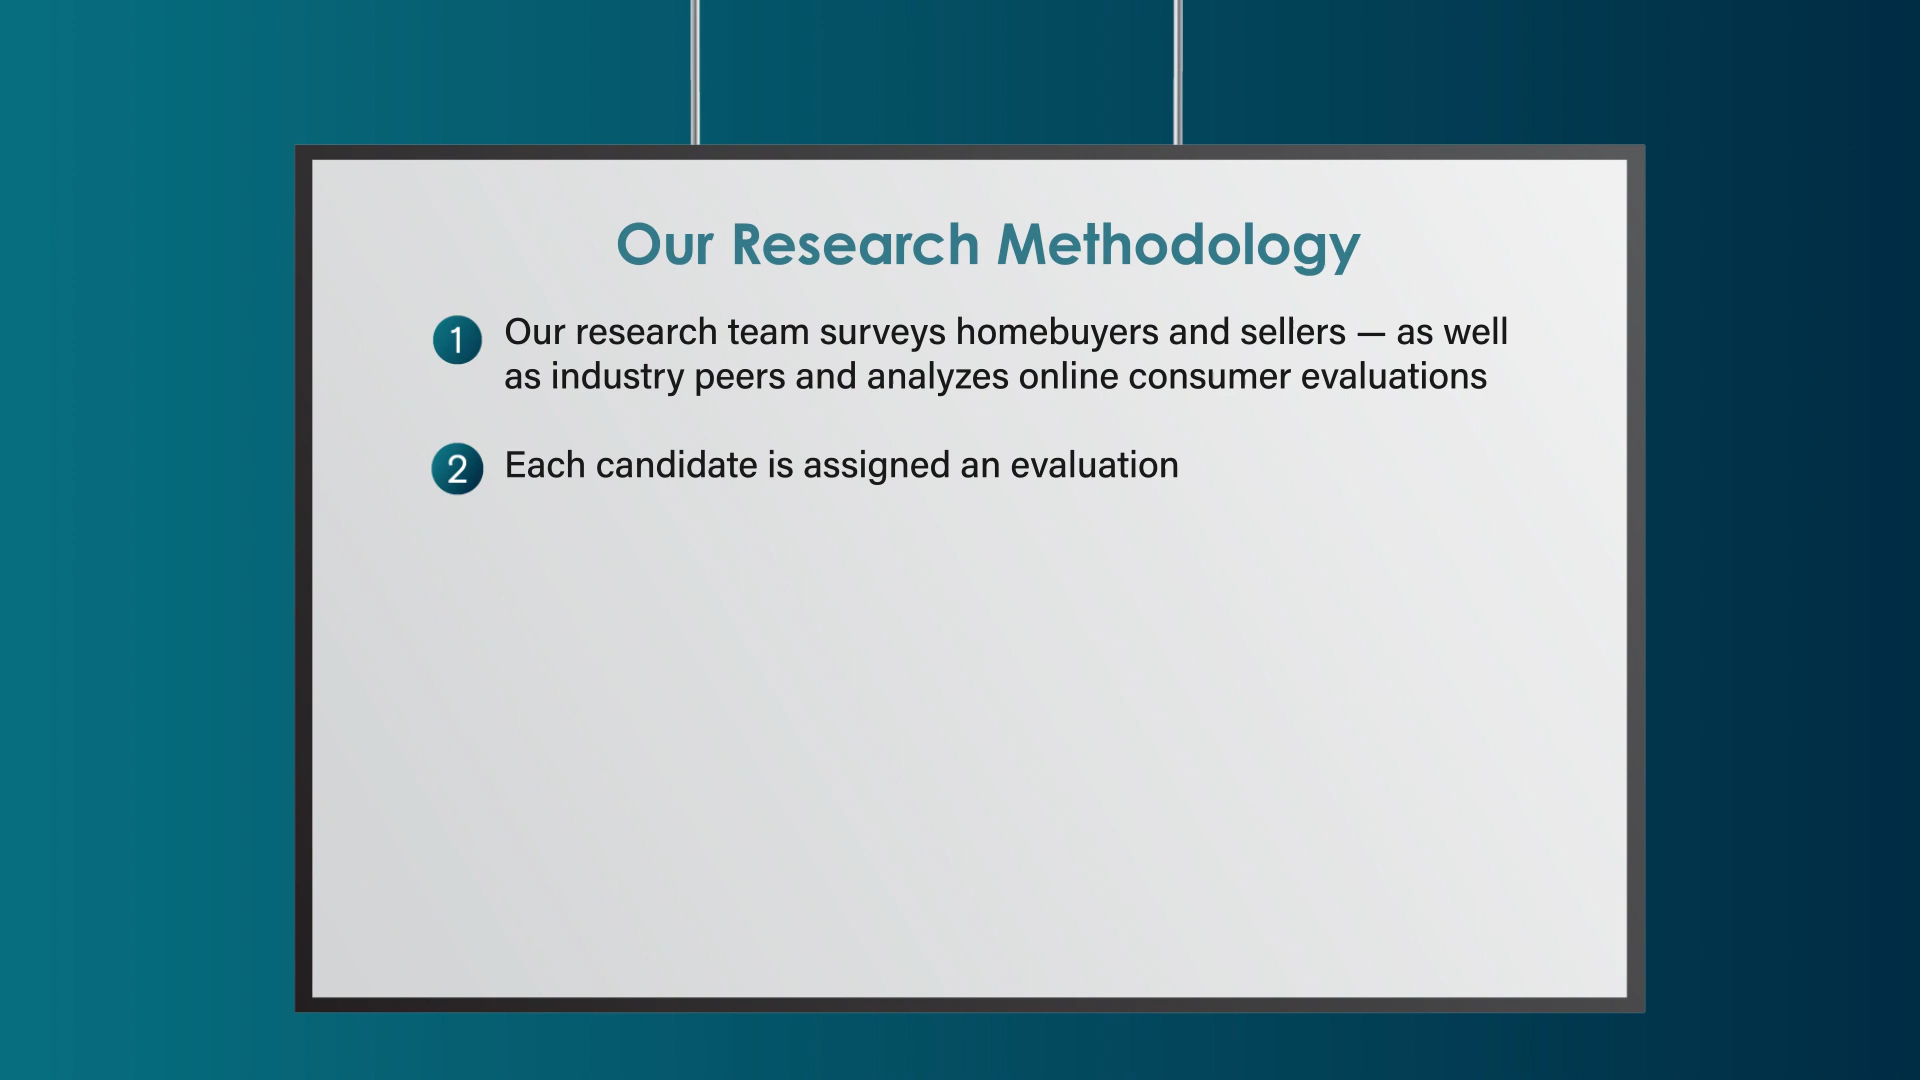 Our Research Methodology
1 Our research team surveys homebuyers and sellers — as well
as industry peers and analyzes online consumer evaluations
2 Each candidate is assigned an evaluation